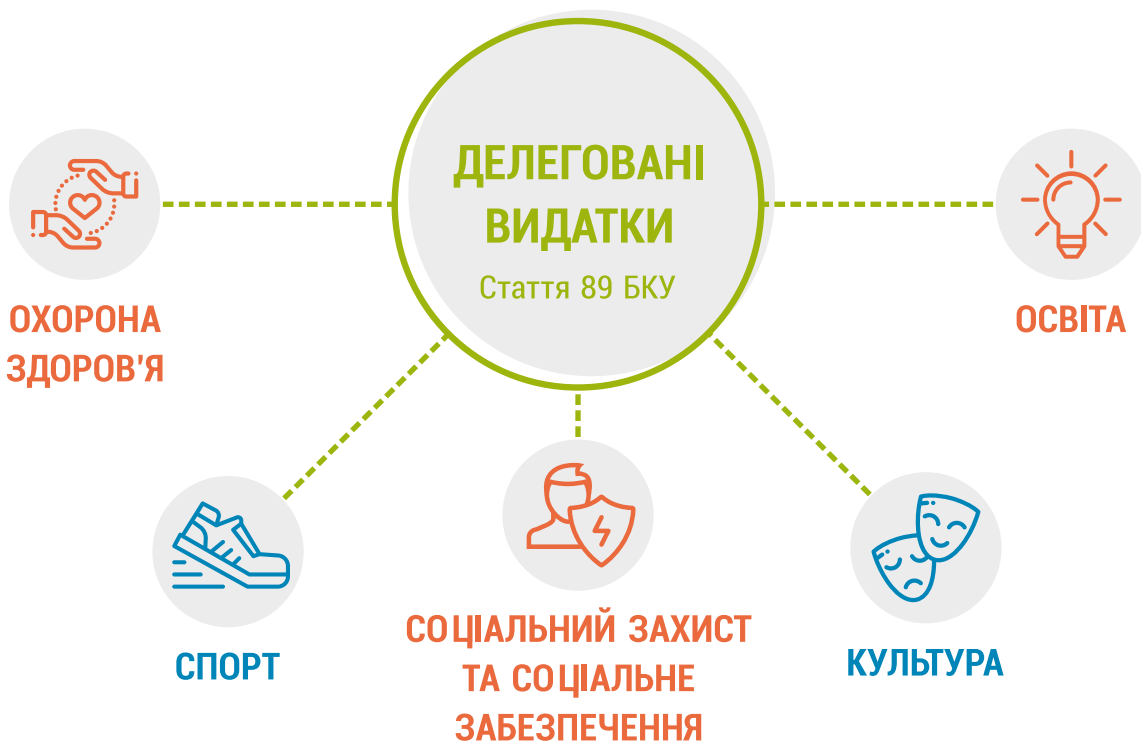 ДЕЛЕГОВАНІ
ВИДАТКИ
Стаття 89 БКУ
ОХОРОНА
ЗДОРОВ'Я
ОСВІТА
СПОРТ
СОЦІАЛЬНИЙ ЗАХИСТ
ТА СОЦІАЛЬНЕ
ЗАБЕЗПЕЧЕННЯ
КУЛЬТУРА